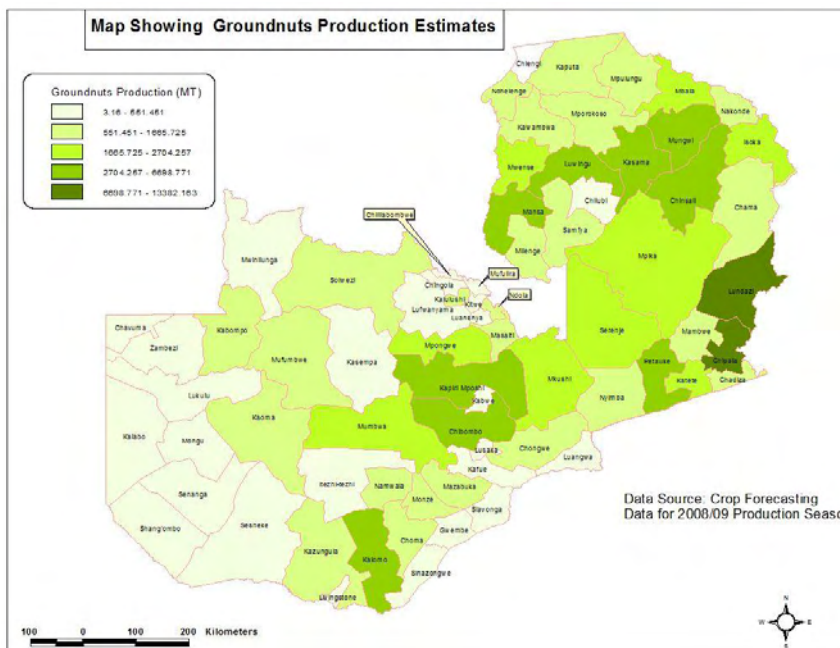 Map Showing Groundnuts Production Estimates
Groundnuts Production (MT)
3.16 - 551.451
551.451 - 1665.725
1665.725 - 2704.257
2704.257 - 6698.771
6698.771 - 13382.163
Chiengi
Kaputa
Mpulungu
Mbala
Nchelenge
Mporokoso
Nakonde
Kawambwa
Mungwi
Isoka
Mwense
Luwingu
Kasama
Chilubi
Chinsali
Mansa
Chama
Chililabombwe
Samfya
Milenge
Mpika
Mwinilunga
Solwezi
Mufulira
Chingola
Lundazi
Kalulushi
Kitwe
Ndola
Lufwanyama
Luanshya
Chavuma
Kabompo
Serenje
Mambwe
Zambezi
Masaiti
Mufumbwe
Kasempa
Mpongwe
Petauke
Chipata
Kapiri Mposhi
Mkushi
Katete
Chadiza
Lukulu
Kabwe
Nyimba
Kaoma
Mumbwa
Chibombo
Kalabo
Mongu
Lusaka
Chongwe
Luangwa
Kafue
Itezhi-tezhi
Namwala
Mazabuka
Senanga
Monze
Siavonga
Data Source: Crop Forecasting
Data for 2008/09 Production Seaso
Shang'ombo
Sesheke
Choma
Gwembe
Kazungula
Kalomo
Sinazongwe
Livingstone
N
W
E
S
100 0 100 200 Kilometers